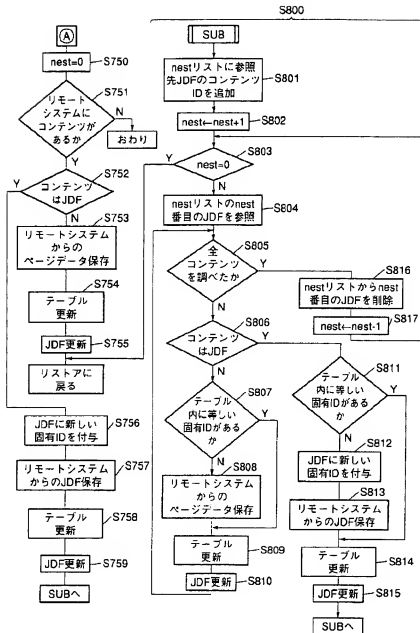 S800
A
nest=0
S750
S751
リモート
システムに
コンテンツが
あるか
N
おわり
Y
S752
コンテンツ
はJDF
Y
N
S753
リモートシステム
からの
ページデータ保存
S754
テーブル
更新
JDF更新
S755
リストアに
戻る
JDFに新しい
固有IDを付与
S756
リモートシステム
からのJDF保存
S757
テーブル
更新
S758
JDF更新
S759
SUBへ
SUB
nestリストに参照
先JDFのコンテンツ
IDを追加
S801
nest←nest+1
S802
S803
nest=0
Y
N
nestリストのnest
番目のJDFを参照
S804
S805
全
コンテンツ
を調べたか
Y
N
S816
nestリストからnest
番目のJDFを削除
S817
nest←nest-1
S806
コンテンツ
はJDF
Y
N
S807
テーブル
内に等しい
固有IDがある
か
Y
N
S808
リモートシステム
からの
ページデータ保存
テーブル
更新
S809
JDF更新
S810
S811
テーブル
内に等しい
固有IDがある
か
Y
N
S812
JDFに新しい
固有IDを付与
S813
リモートシステム
からのJDF保存
テーブル
更新
S814
JDF更新
S815
SUBへ